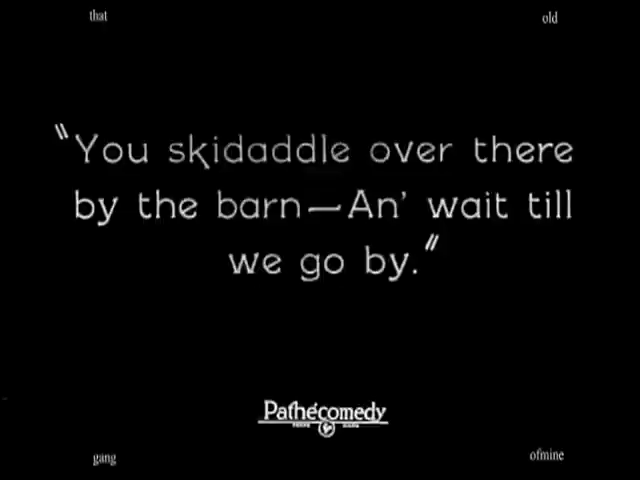 that old
"You skidaddle over there
by the barn—An' wait till
we go by."
Pathécomedy
gang ofmine